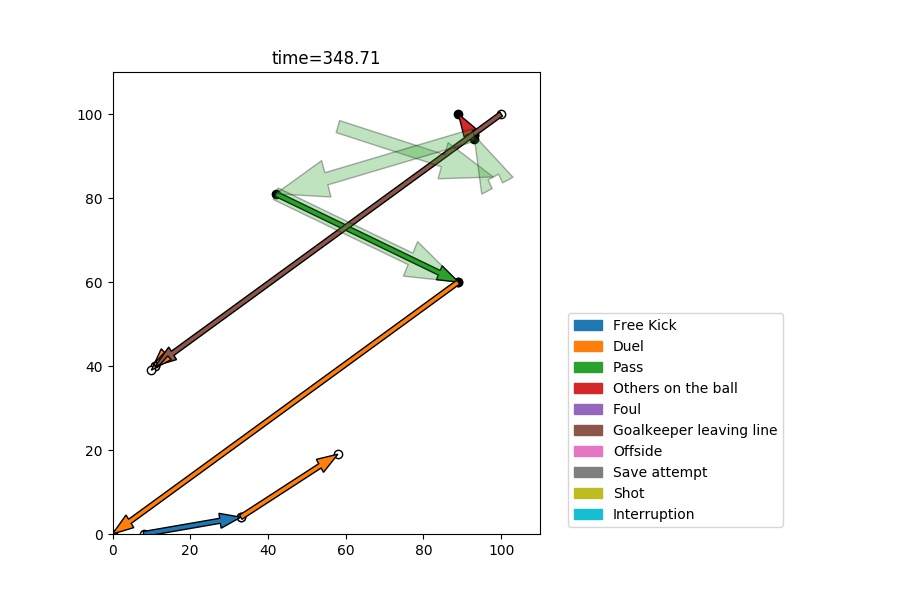 time=348.71
100
80
60
40
20
0
0 20 40 60 80 100
Free Kick
Duel
Pass
Others on the ball
Foul
Goalkeeper leaving line
Offside
Save attempt
Shot
Interruption